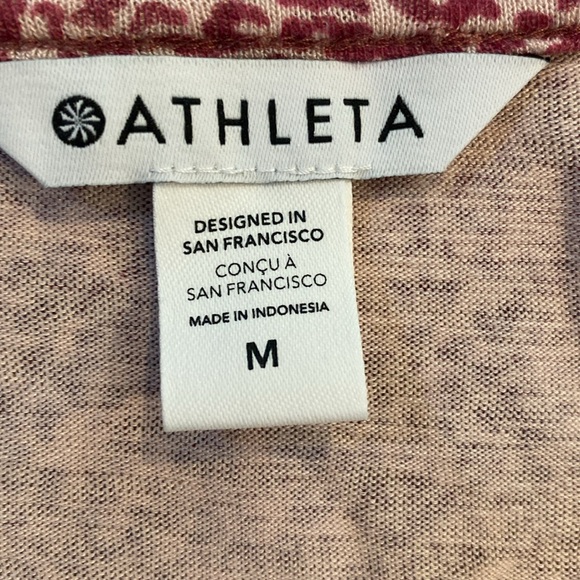 ATHLETA
DESIGNED IN
SAN FRANCISCO
CONÇU À
SAN FRANCISCO
MADE IN INDONESIA
M